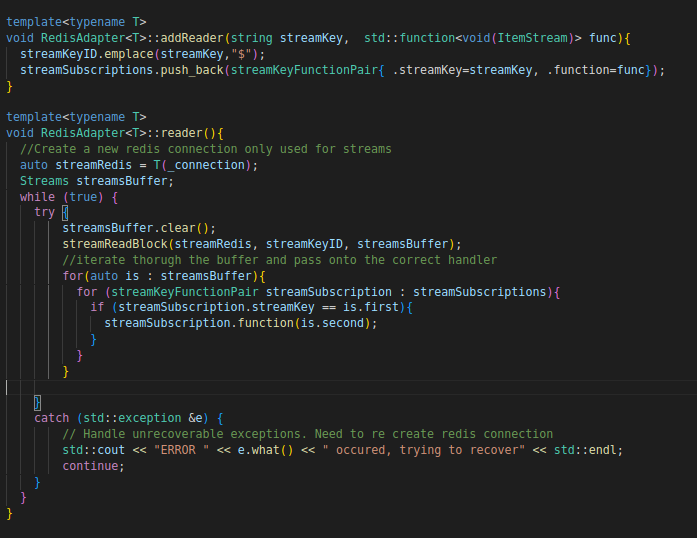 template<typename T>
void RedisAdapter<T>::addReader(string streamKey,  std::function<void(ItemStream)> func){
  streamKeyID.emplace(streamKey,"$");
  streamSubscriptions.push_back(streamKeyFunctionPair{ .streamKey=streamKey, .function=func});
}

template<typename T>
void RedisAdapter<T>::reader(){
  //Create a new redis connection only used for streams
  auto streamRedis = T(_connection);
  Streams streamsBuffer;
  while (true) {
    try {
        streamsBuffer.clear();
        streamReadBlock(streamRedis, streamKeyID, streamsBuffer);
        //iterate thorugh the buffer and pass onto the correct handler
        for(auto is : streamsBuffer){
          for (streamKeyFunctionPair streamSubscription : streamSubscriptions){
            if (streamSubscription.streamKey == is.first){
              streamSubscription.function(is.second);
            }
          }
        }

    }
    catch (std::exception &e) {
        // Handle unrecoverable exceptions. Need to re create redis connection
        std::cout << "ERROR " << e.what() << " occured, trying to recover" << std::endl;
        continue;
    }
  }
}